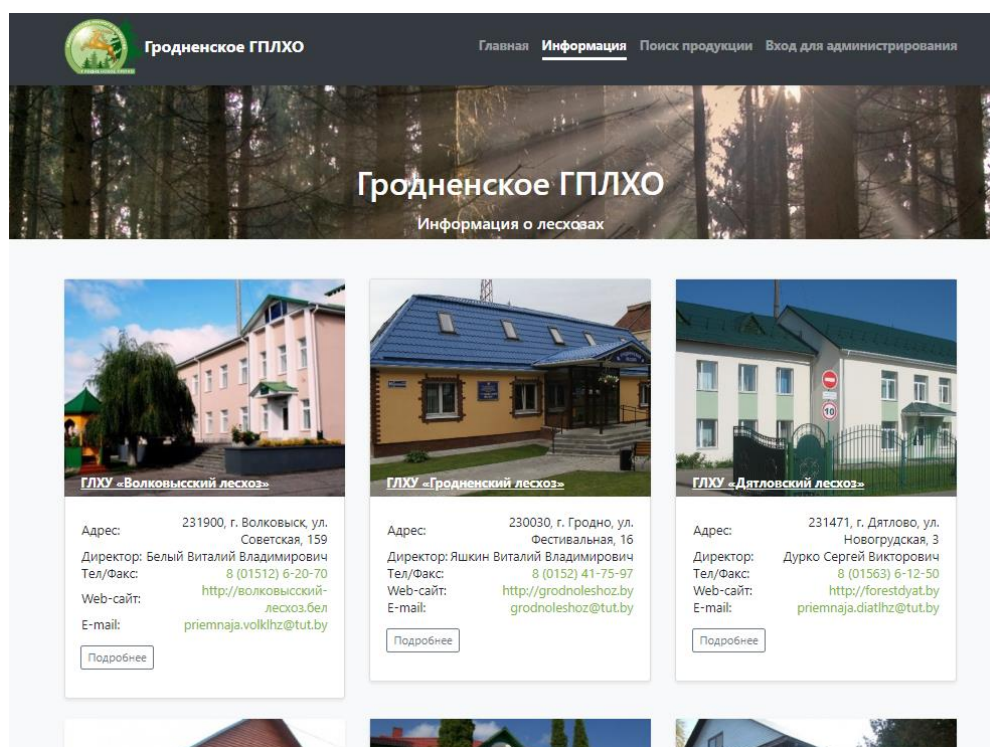 Гродненское ГПЛХО
Главная Информация Поиск продукции Вход для администрирования
Гродненское ГПЛХО
Информация о лесхозах
ГЛХУ «Волковысский лесхоз»
Адрес: 231900, г. Волковыск, ул.
Советская, 159
Директор: Белый Виталий Владимирович
Тел/Факс: 8 (01512) 6-20-70
Web-сайт: http://волковысский-
лесхоз.бел
E-mail: priemnaja.volklhz@tut.by
Подробнее
ГЛХУ «Гродненский лесхоз»
Адрес: 230030, г. Гродно, ул.
Фестивальная, 16
Директор: Яшкин Виталий Владимирович
Тел/Факс: 8 (0152) 41-75-97
Web-сайт: http://grodnoleshoz.by
E-mail: grodnoleshoz@tut.by
Подробнее
10
ГЛХУ «Дятловский лесхоз»
Адрес: 231471, г. Дятлово, ул.
Новогрудская, 3
Директор: Дурко Сергей Викторович
Тел/Факс: 8 (01563) 6-12-50
Web-сайт: http://forestdyat.by
E-mail: priemnaja.diatlhz@tut.by
Подробнее